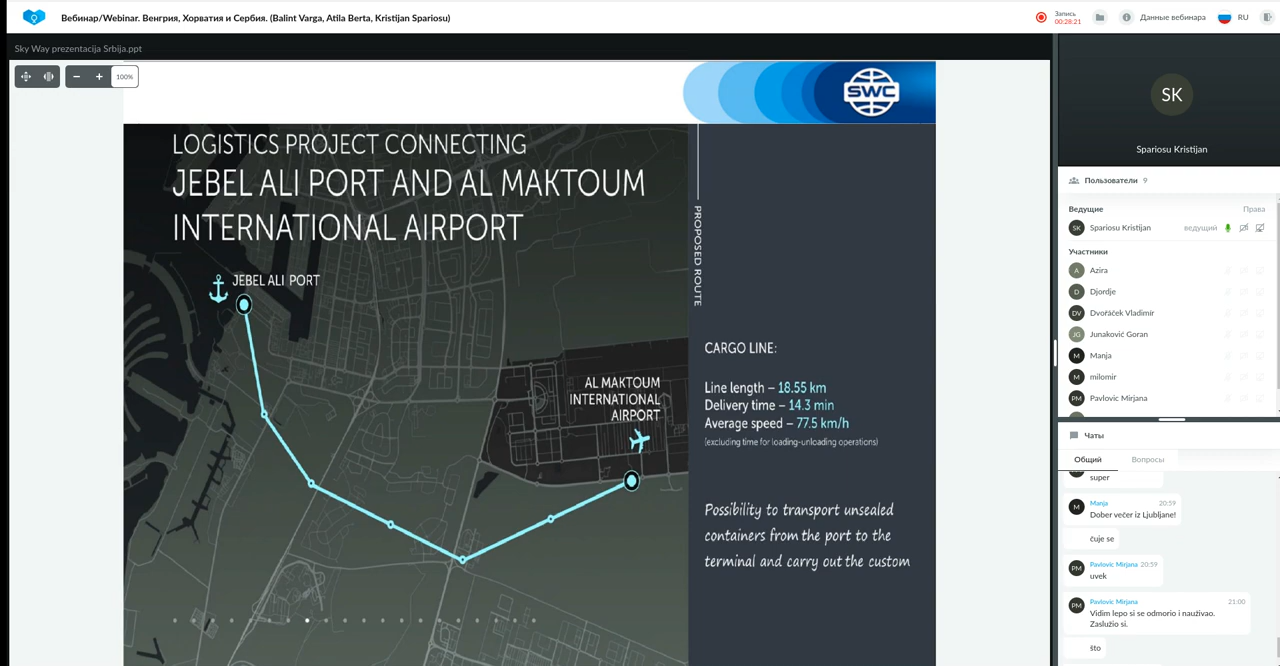 Вебинар/Webinar. Венгрия, Хорватия и Сербия. (Balint Varga, Atila Berta, Kristijan Spariosu)
Запись
00:28:21
Данные вебинара
RU
Sky Way prezentacija Srbija.ppt
100%
SWC
LOGISTICS PROJECT CONNECTING
JEBEL ALI PORT AND AL MAKTOUM
INTERNATIONAL AIRPORT
JEBEL ALI PORT
AL MAKTOUM
INTERNATIONAL
AIRPORT
PROPOSED ROUTE
CARGO LINE:
Line length – 18.55 km
Delivery time – 14.3 min
Average speed – 77.5 km/h
(excluding time for loading-unloading operations)
Possibility to transport unsealed
containers from the port to the
terminal and carry out the custom
SK
Spariosu Kristijan
Пользователи 9
Ведущие Права
SK Spariosu Kristijan ведущий
Участники
A Azira
D Djordje
DV Dvořáček Vladimír
JG Junaković Goran
M Manja
M milomir
PM Pavlovic Mirjana
Чаты
Общий Вопросы
super
M Manja 20:59
Dober večer iz Ljubljane!
čuje se
PM Pavlovic Mirjana 20:59
uvek
PM Pavlovic Mirjana 21:00
Vidim lepo si se odmorio i nauživao.
Zaslužio si.
što